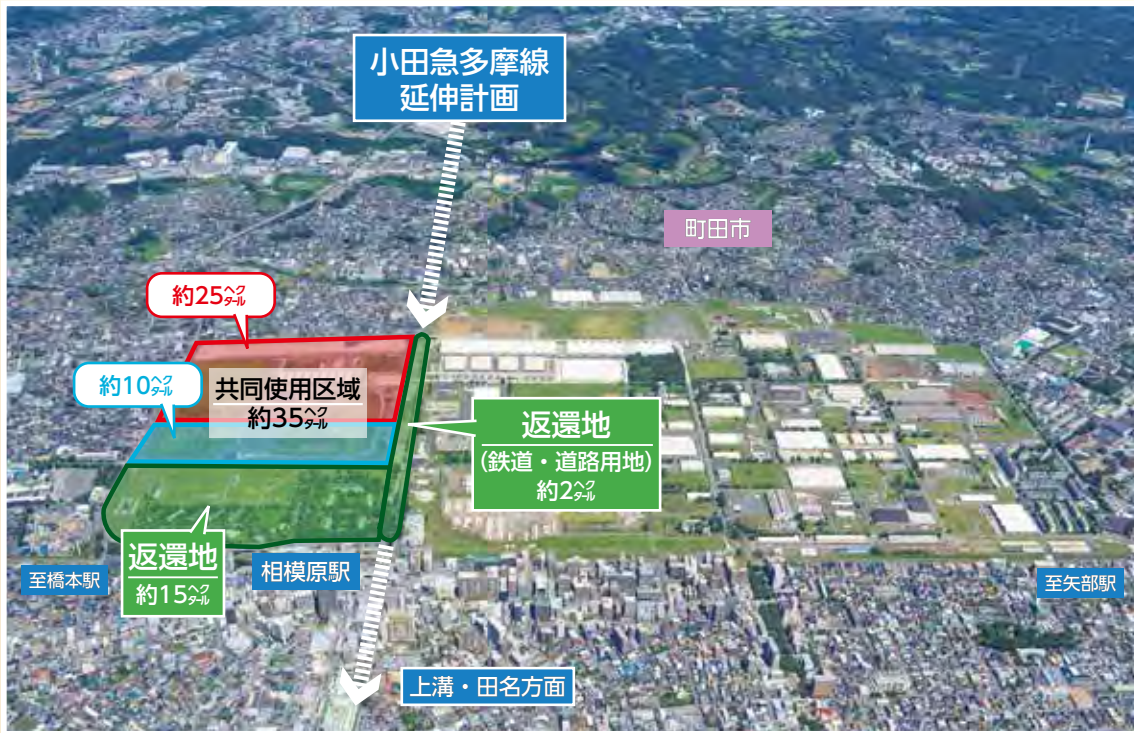 小田急多摩線
延伸計画
町田市
約25ヘクタール
約10ヘクタール
共同使用区域
約35ヘクタール
返還地
(鉄道・道路用地)
約2ヘクタール
返還地
約15ヘクタール
相模原駅
至橋本駅
至矢部駅
上溝・田名方面